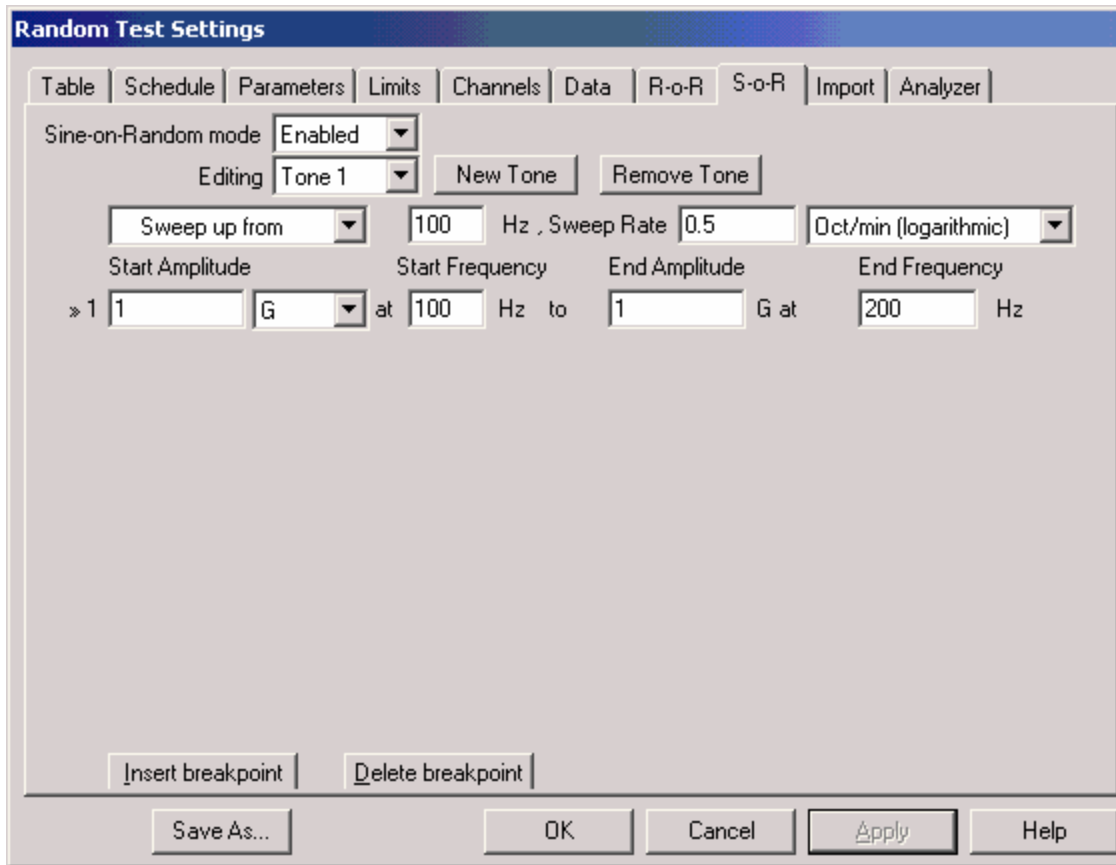 Random Test Settings
Table Schedule Parameters Limits Channels Data R-o-R S-o-R Import Analyzer
Sine-on-Random mode Enabled
Editing Tone 1 New Tone Remove Tone
Sweep up from 100 Hz , Sweep Rate 0.5 Oct/min (logarithmic)
Start Amplitude Start Frequency End Amplitude End Frequency
» 1 1 G at 100 Hz to 1 G at 200 Hz
Insert breakpoint Delete breakpoint
Save As... OK Cancel Apply Help